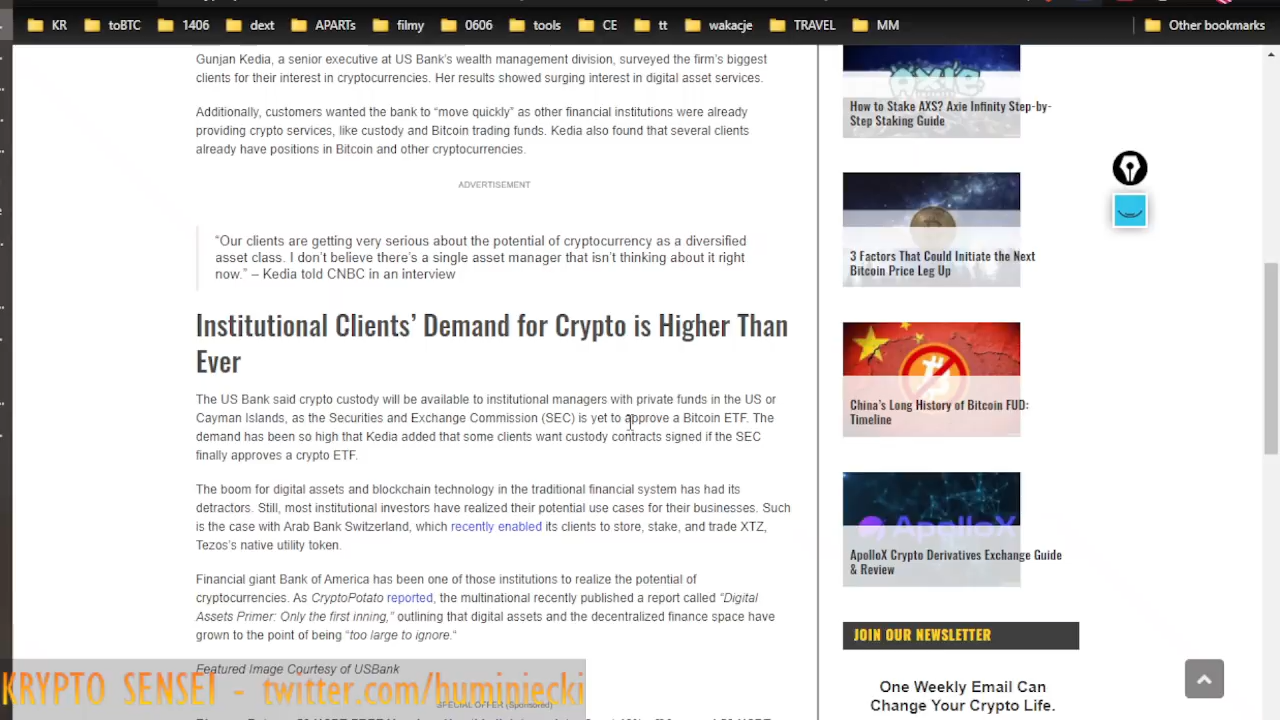 KR toBTC 1406 dext APARTs filmy 0606 tools CE tt wakacje TRAVEL MM Other bookmarks
Gunjan Kedia, a senior executive at US Bank's wealth management division, surveyed the firm's biggest
clients for their interest in cryptocurrencies. Her results showed surging interest in digital asset services.
Additionally, customers wanted the bank to “move quickly” as other financial institutions were already
providing crypto services, like custody and Bitcoin trading funds. Kedia also found that several clients
already have positions in Bitcoin and other cryptocurrencies.
ADVERTISEMENT
“Our clients are getting very serious about the potential of cryptocurrency as a diversified
asset class. I don't believe there's a single asset manager that isn't thinking about it right
now.” – Kedia told CNBC in an interview
Institutional Clients' Demand for Crypto is Higher Than
Ever
The US Bank said crypto custody will be available to institutional managers with private funds in the US or
Cayman Islands, as the Securities and Exchange Commission (SEC) is yet to approve a Bitcoin ETF. The
demand has been so high that Kedia added that some clients want custody contracts signed if the SEC
finally approves a crypto ETF.
The boom for digital assets and blockchain technology in the traditional financial system has had its
detractors. Still, most institutional investors have realized their potential use cases for their businesses. Such
is the case with Arab Bank Switzerland, which recently enabled its clients to store, stake, and trade XTZ,
Tezos's native utility token.
Financial giant Bank of America has been one of those institutions to realize the potential of
cryptocurrencies. As CryptoPotato reported, the multinational recently published a report called “Digital
Assets Primer: Only the first inning,” outlining that digital assets and the decentralized finance space have
grown to the point of being “too large to ignore.“
Featured Image Courtesy of USBank
SPECIAL OFFER (Sponsored)
KRYPTO SENSEI - twitter.com/huminiecki
AXIE
How to Stake AXS? Axie Infinity Step-by-
Step Staking Guide
3 Factors That Could Initiate the Next
Bitcoin Price Leg Up
China's Long History of Bitcoin FUD:
Timeline
ApolloX
ApolloX Crypto Derivatives Exchange Guide
& Review
JOIN OUR NEWSLETTER
One Weekly Email Can
Change Your Crypto Life.